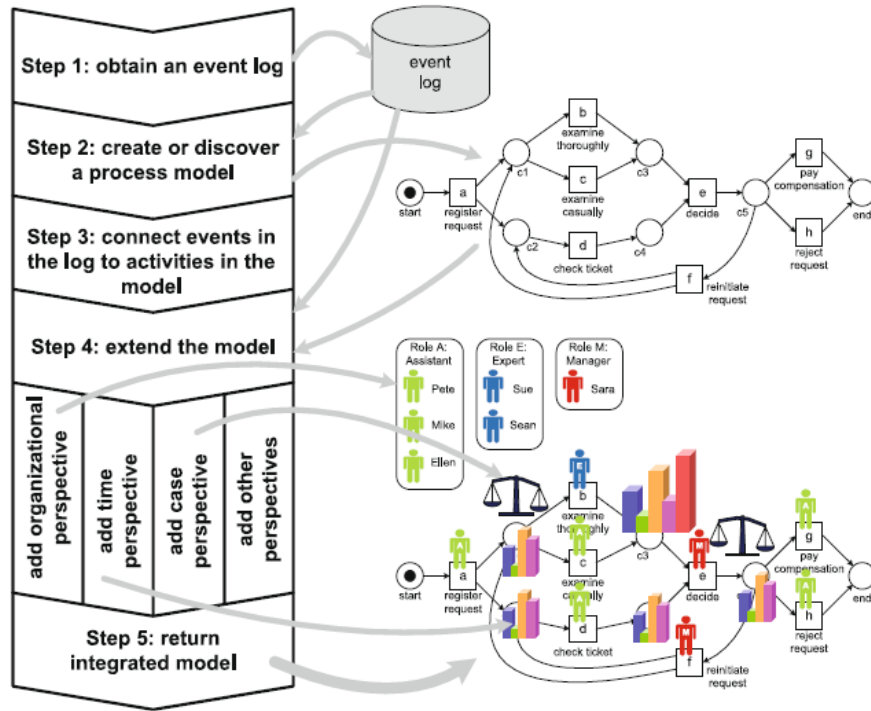 Step 1: obtain an event log
event
log
Step 2: create or discover
a process model
Step 3: connect events in
the log to activities in the
model
Step 4: extend the model
add organizational
perspective
add time
perspective
add case
perspective
add other
perspectives
Step 5: return
integrated model
start
a
register
request
c1
c2
b
examine
thoroughly
c
examine
casually
d
check ticket
c3
c4
e
decide
c5
f
reinitiate
request
g
pay
compensation
h
reject request
end
Role A:
Assistant
Pete
Mike
Ellen
Role E:
Expert
Sue
Sean
Role M:
Manager
Sara
start
A
a
register
request
E
b
examine
thoroughly
A
c
examine
casually
A
d
check ticket
c3
M
e
decide
M
f
reinitiate
request
A
g
pay
compensation
A
h
reject request
end